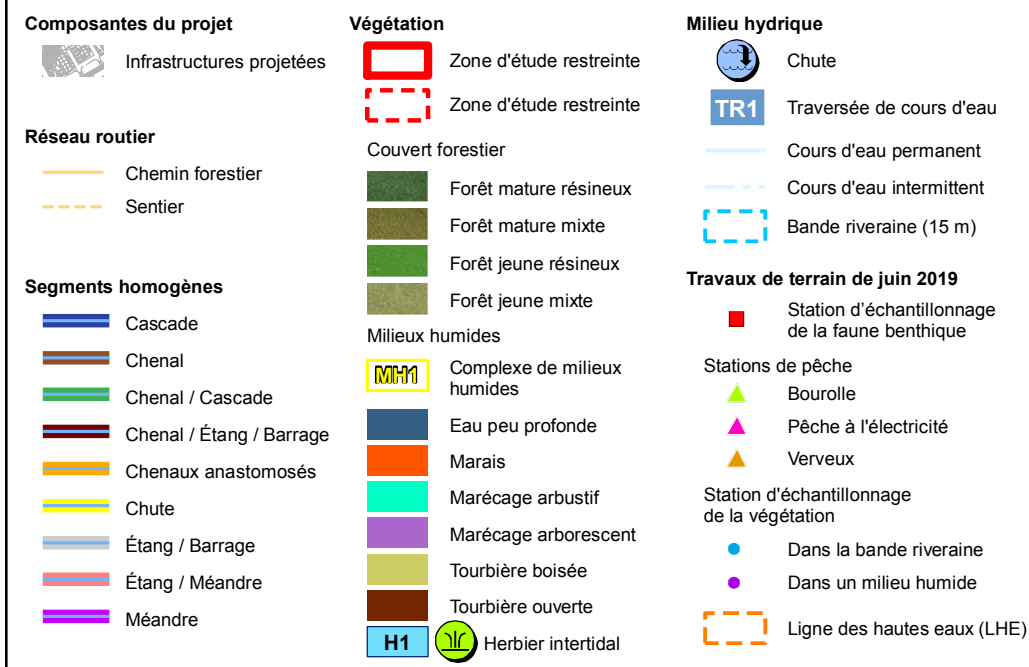 Composantes du projet
Infrastructures projetées
Réseau routier
Chemin forestier
Sentier
Segments homogènes
Cascade
Chenal
Chenal / Cascade
Chenal / Étang / Barrage
Chenaux anastomosés
Chute
Étang / Barrage
Étang / Méandre
Méandre
Végétation
Zone d'étude restreinte
Zone d'étude restreinte
Couvert forestier
Forêt mature résineux
Forêt mature mixte
Forêt jeune résineux
Forêt jeune mixte
Milieux humides
MH1
Complexe de milieux
humides
Eau peu profonde
Marais
Marécage arbustif
Marécage arborescent
Tourbière boisée
Tourbière ouverte
H1 Herbier intertidal
Milieu hydrique
Chute
TR1 Traversée de cours d'eau
Cours d'eau permanent
Cours d'eau intermittent
Bande riveraine (15 m)
Travaux de terrain de juin 2019
Station d’échantillonnage
de la faune benthique
Stations de pêche
Bourolle
Pêche à l'électricité
Verveux
Station d'échantillonnage
de la végétation
Dans la bande riveraine
Dans un milieu humide
Ligne des hautes eaux (LHE)